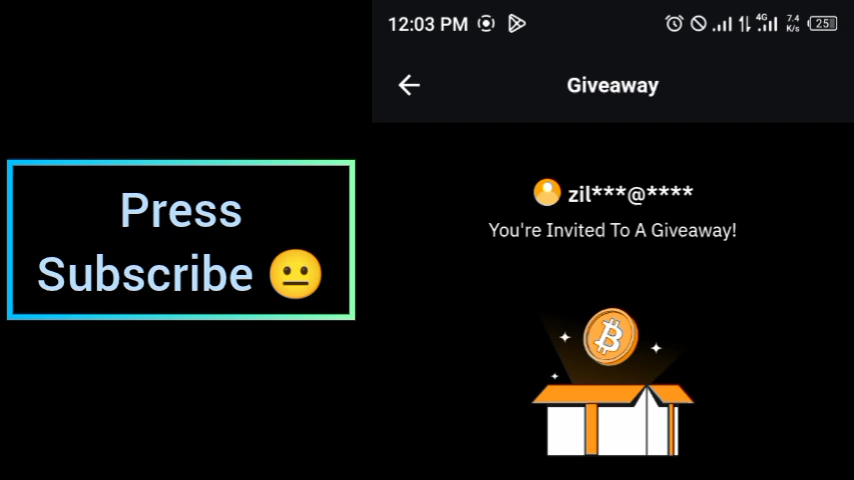 12:03 PM 4G 7.4 K/s 25
Giveaway
zil***@****
You're Invited To A Giveaway!
Press
Subscribe 😐